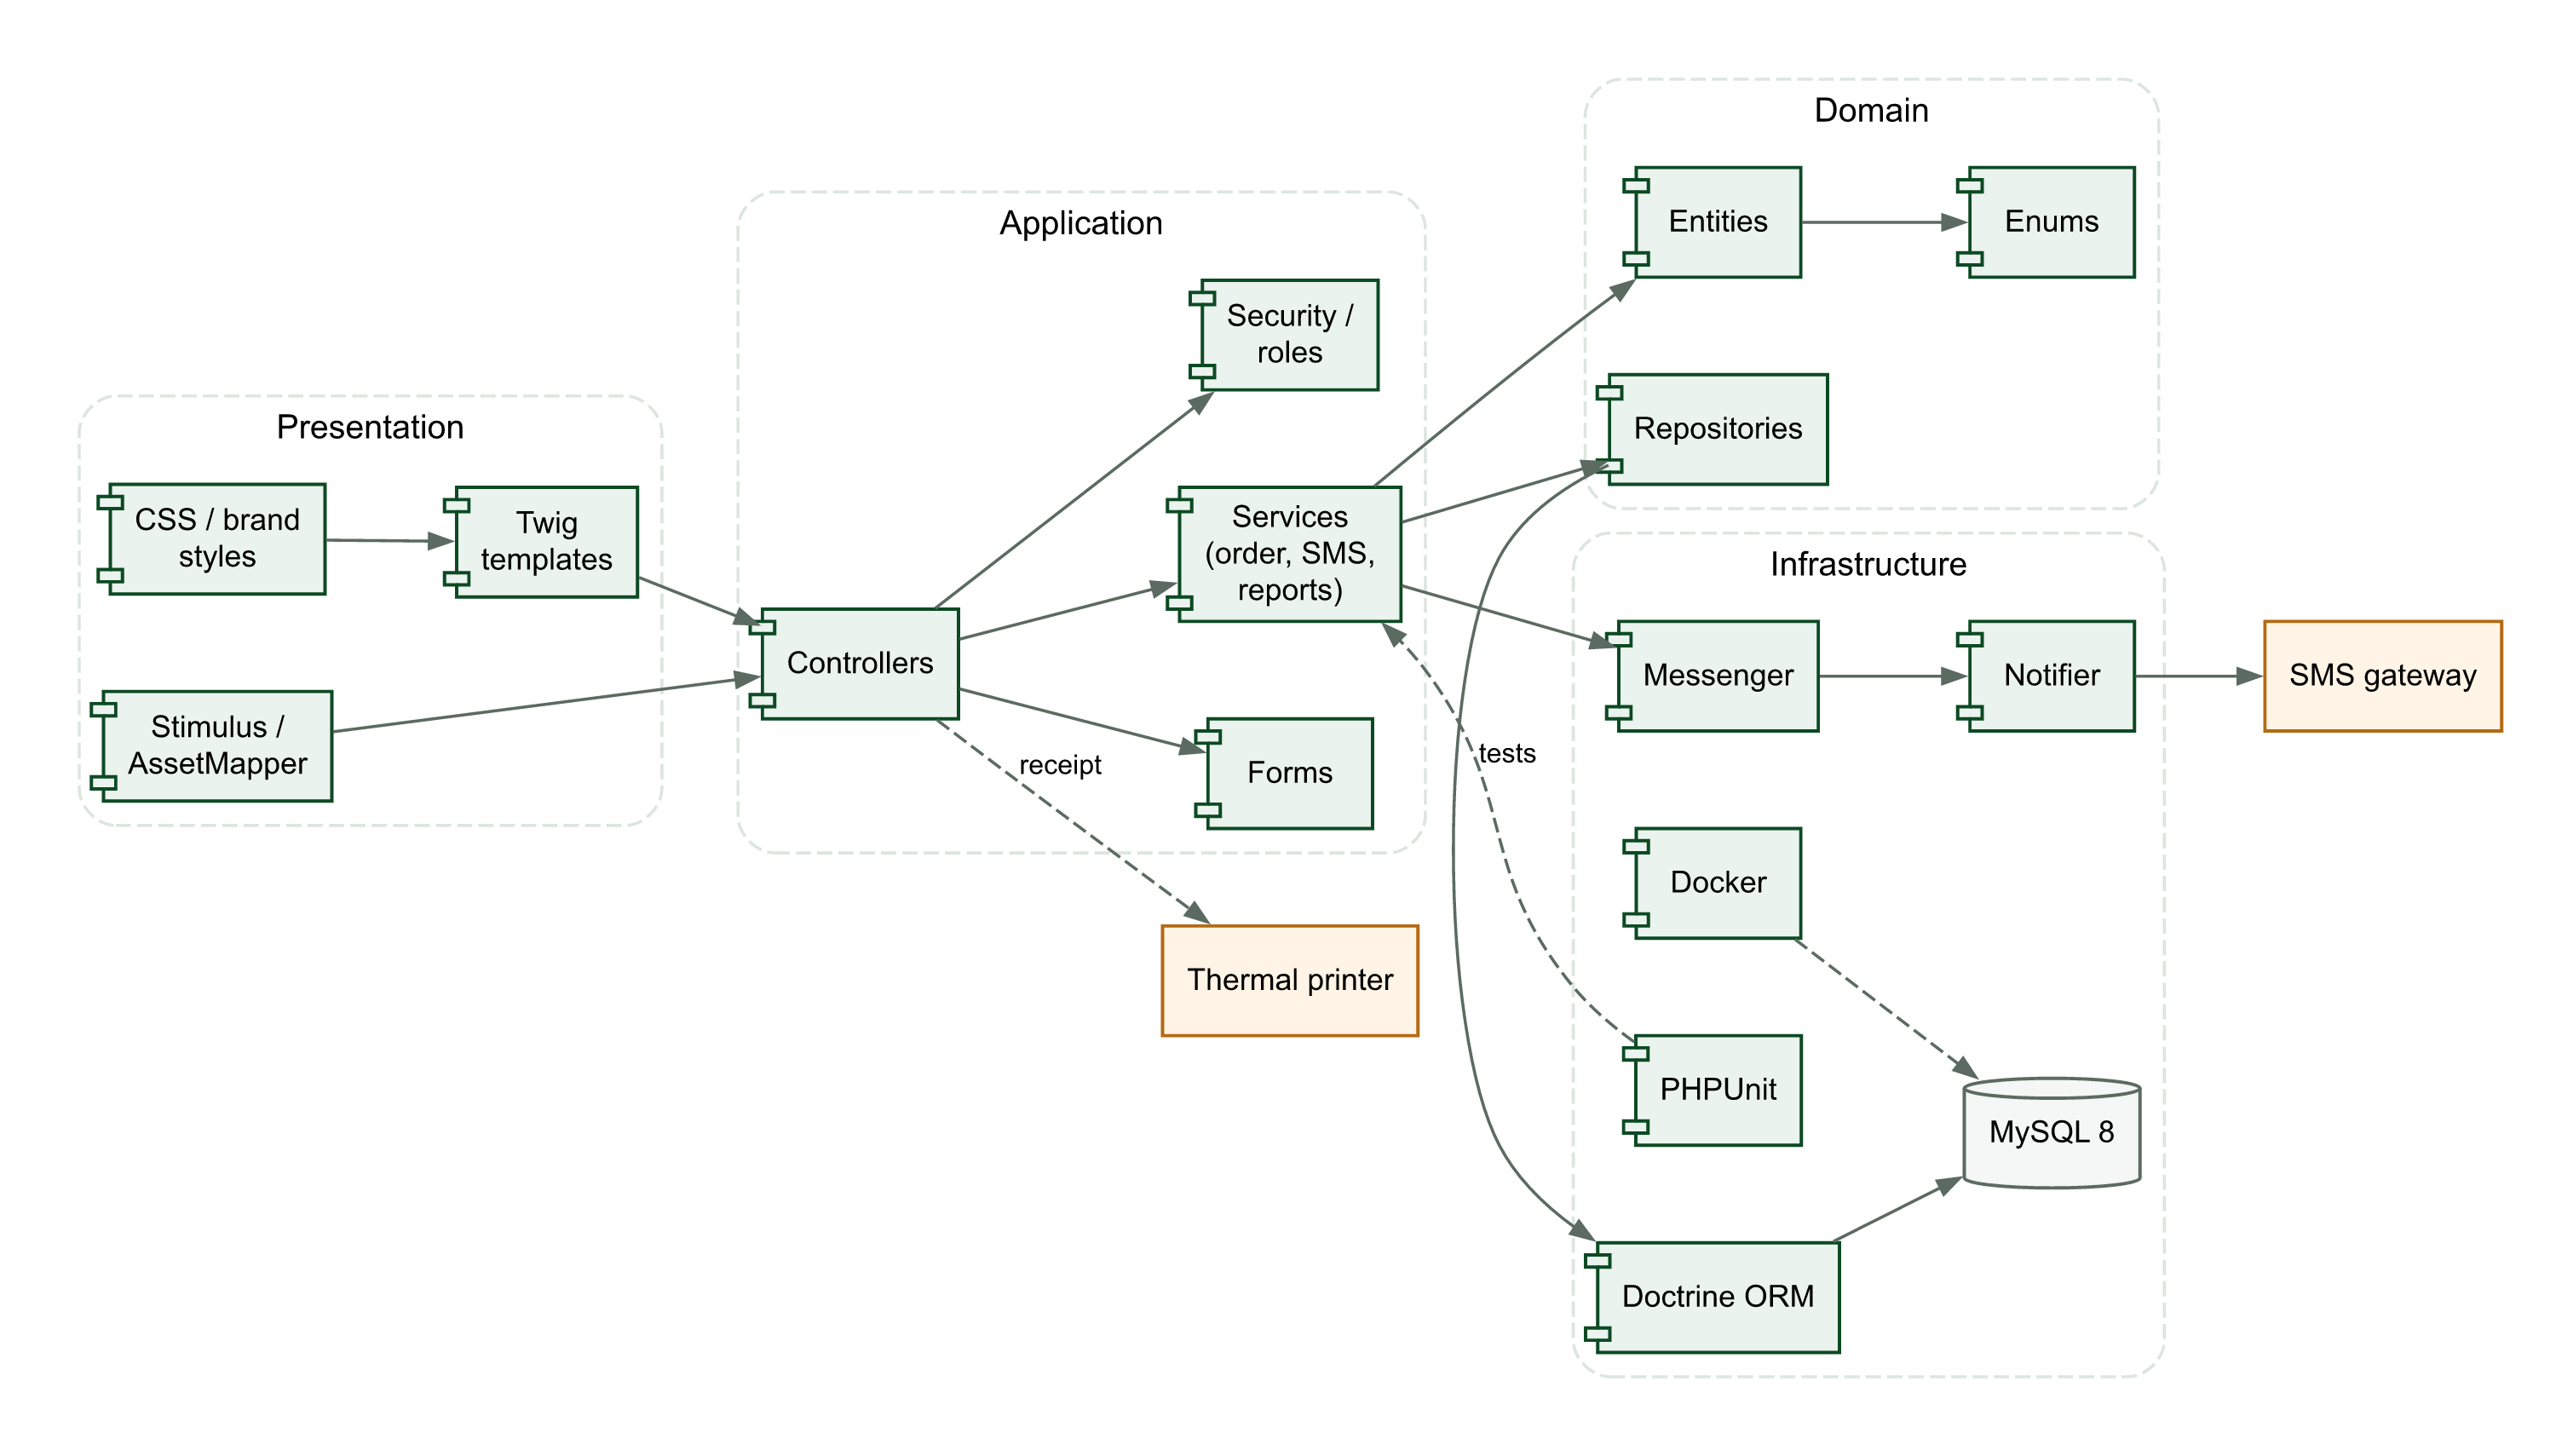 Presentation
CSS / brand
styles
Twig
templates
Stimulus /
AssetMapper
Application
Security /
roles
Services
(order, SMS,
reports)
Controllers
Forms
receipt
Thermal printer
tests
Domain
Entities
Enums
Repositories
Infrastructure
Messenger
Notifier
SMS gateway
Docker
PHPUnit
MySQL 8
Doctrine ORM